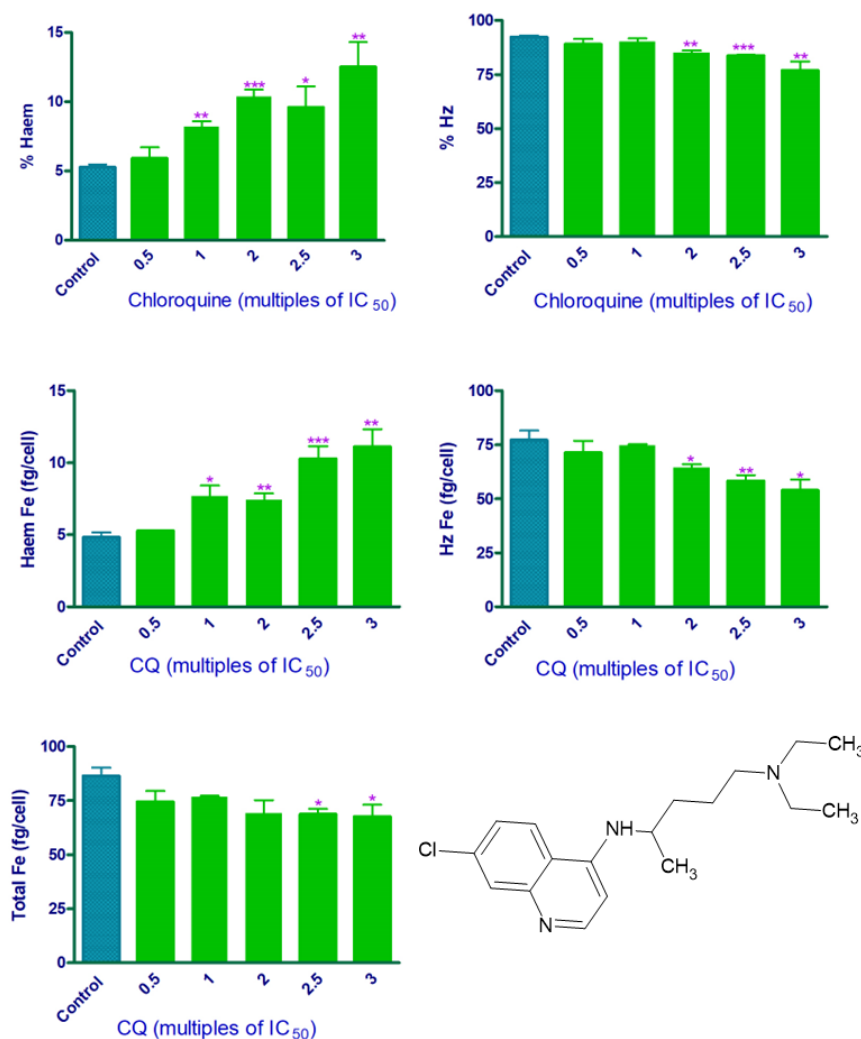 15
10
5
0
% Haem
**
***
*
**
Control
0.5
1
2
2.5
3
Chloroquine (multiples of IC50)
100
75
50
25
0
% Hz
**
***
**
Control
0.5
1
2
2.5
3
Chloroquine (multiples of IC50)
15
10
5
0
Haem Fe (fg/cell)
*
**
***
**
Control
0.5
1
2
2.5
3
CQ (multiples of IC50)
100
75
50
25
0
Hz Fe (fg/cell)
*
**
*
Control
0.5
1
2
2.5
3
CQ (multiples of IC50)
100
75
50
25
0
Total Fe (fg/cell)
*
*
Control
0.5
1
2
2.5
3
CQ (multiples of IC50)
CH3
N
CH3
NH
CH3
Cl
N